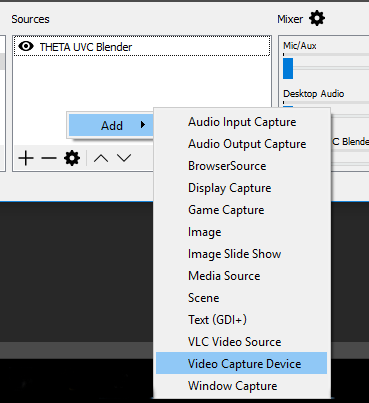 Sources
Mixer
THETA UVC Blender
Mic/Aux
Desktop Audio
Add
C Blende
Audio Input Capture
Audio Output Capture
BrowserSource
Display Capture
Game Capture
Image
Image Slide Show
Media Source
Scene
Text (GDI+)
VLC Video Source
Video Capture Device
Window Capture